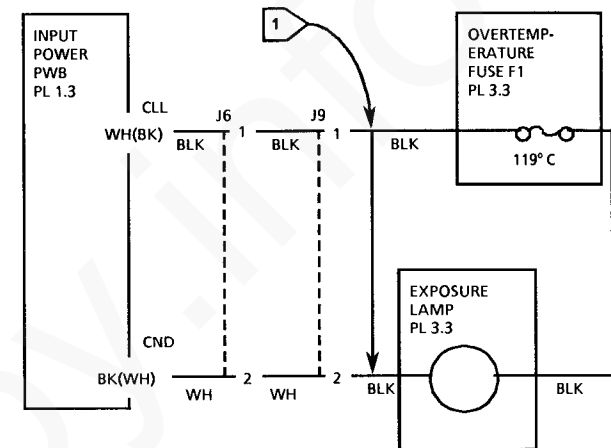 INPUT
POWER
PWB
PL 1.3
1
OVERTEMP-
ERATURE
FUSE F1
PL 3.3
CLL
J6
J9
WH(BK)
BLK
1
BLK
1
BLK
119° C
EXPOSURE
LAMP
PL 3.3
CND
BK(WH)
WH
2
WH
2
BLK
BLK